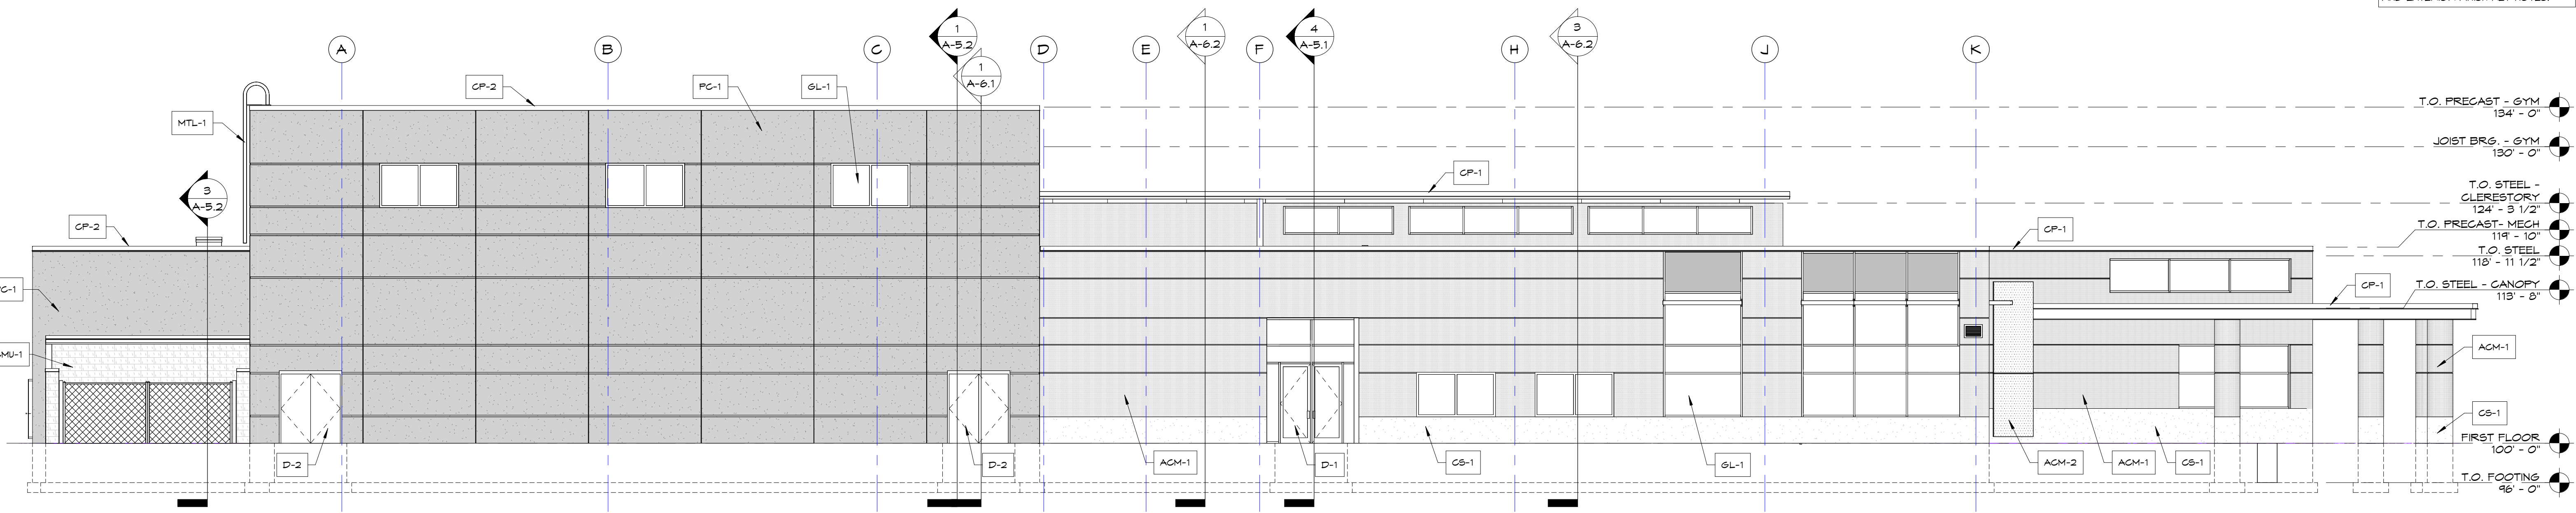 1
A-5.2
1
A-6.1
1
A-6.2
4
A-5.1
3
A-6.2
A
B
C
D
E
F
H
J
K
CP-2
PC-1
GL-1
MTL-1
3
A-5.2
CP-2
CP-1
CP-1
CP-1
ACM-1
CS-1
D-2
D-2
ACM-1
D-1
CS-1
GL-1
ACM-2
ACM-1
CS-1
T.O. PRECAST - GYM
134' - 0"
JOIST BRG. - GYM
130' - 0"
T.O. STEEL -
CLERESTORY
124' - 3 1/2"
T.O. PRECAST- MECH
119' - 10"
T.O. STEEL
118' - 11 1/2"
T.O. STEEL - CANOPY
113' - 8"
FIRST FLOOR
100' - 0"
T.O. FOOTING
96' - 0"